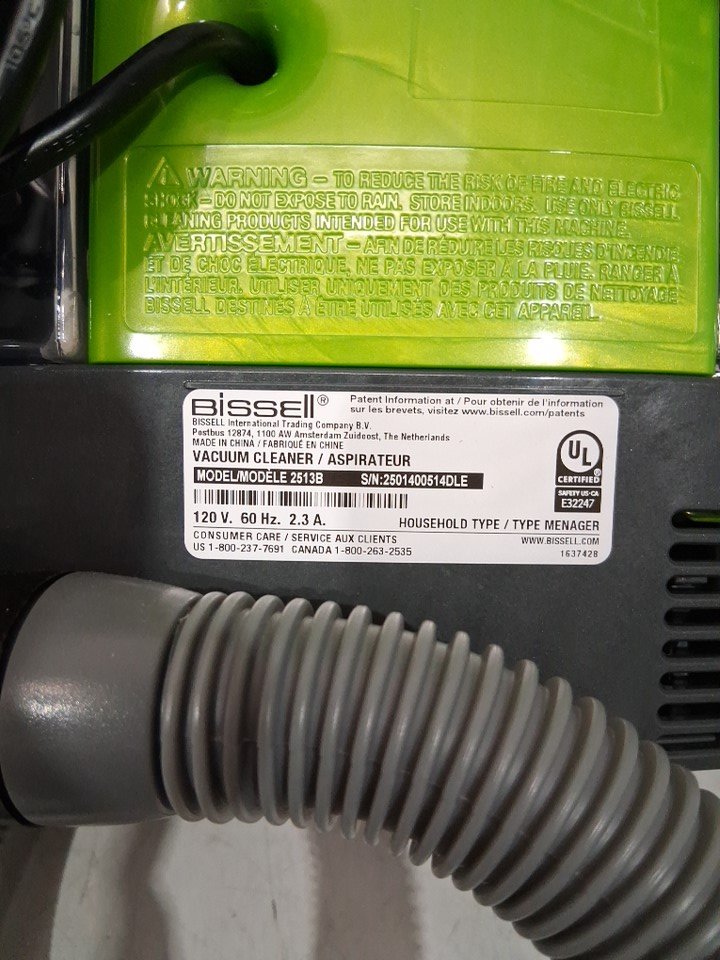 WARNING – TO REDUCE THE RISK OF FIRE AND ELECTRIC
SHOCK – DO NOT EXPOSE TO RAIN. STORE INDOORS. USE ONLY BISSELL
CLEANING PRODUCTS INTENDED FOR USE WITH THIS MACHINE.
AVERTISSEMENT – AFIN DE RÉDUIRE LES RISQUES D'INCENDIE
ET DE CHOC ÉLECTRIQUE, NE PAS EXPOSER À LA PLUIE. RANGER À
L'INTÉRIEUR. UTILISER UNIQUEMENT DES PRODUITS DE NETTOYAGE
BISSELL DESTINÉS À ÊTRE UTILISÉS AVEC CET APPAREIL.
BISSELL®
Patent Information at / Pour obtenir de l'information
sur les brevets, visitez www.bissell.com/patents
BISSELL International Trading Company B.V.
Postbus 12874, 1100 AW Amsterdam Zuidoost, The Netherlands
MADE IN CHINA / FABRIQUÉ EN CHINE
VACUUM CLEANER / ASPIRATEUR
MODEL/MODÈLE 2513B S/N:2501400514DLE
UL
CERTIFIED
SAFETY US-CA
E32247
120 V. 60 Hz. 2.3 A.
HOUSEHOLD TYPE / TYPE MENAGER
CONSUMER CARE / SERVICE AUX CLIENTS
US 1-800-237-7691 CANADA 1-800-263-2535
WWW.BISSELL.COM
1637428